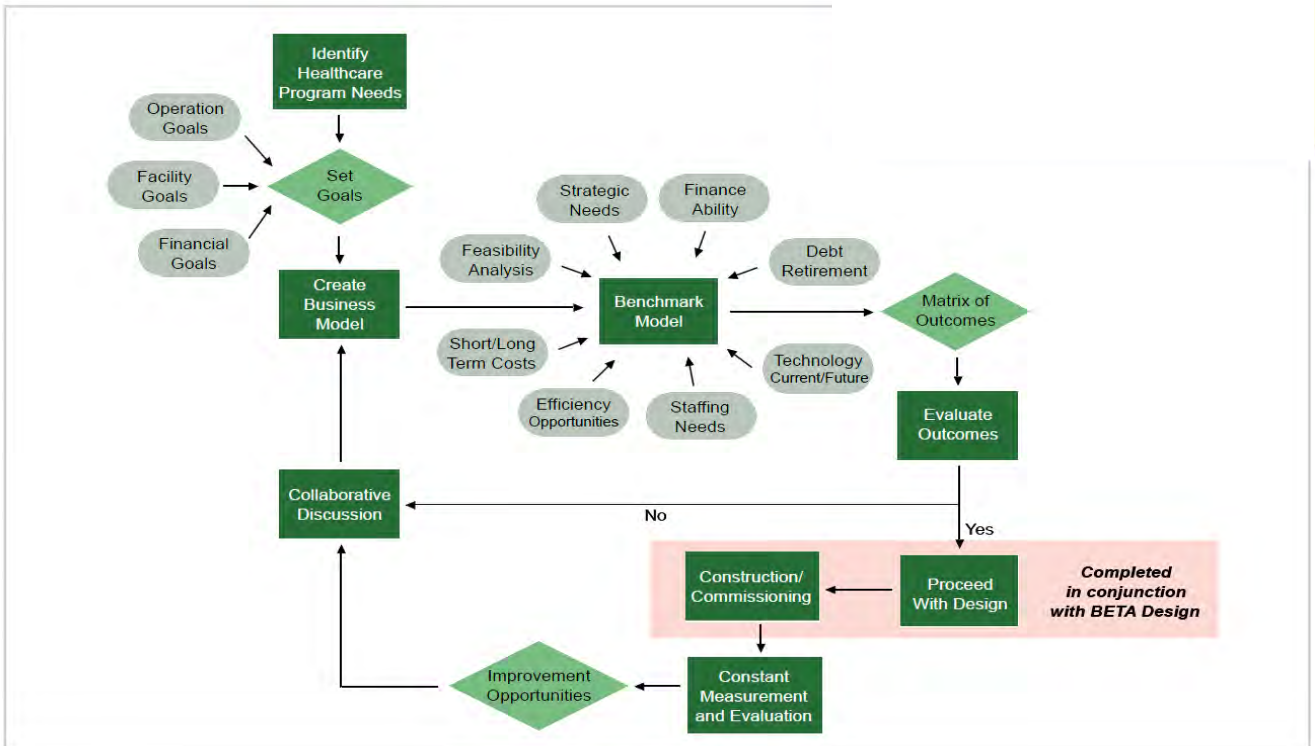 Identify
Healthcare
Program Needs
Operation
Goals
Facility
Goals
Financial
Goals
Set
Goals
Create
Business
Model
Strategic
Needs
Finance
Ability
Feasibility
Analysis
Debt
Retirement
Benchmark
Model
Short/Long
Term Costs
Efficiency
Opportunities
Staffing
Needs
Technology
Current/Future
Matrix of
Outcomes
Evaluate
Outcomes
Collaborative
Discussion
No
Yes
Construction/
Commissioning
Proceed
With Design
Completed
in conjunction
with BETA Design
Improvement
Opportunities
Constant
Measurement
and Evaluation